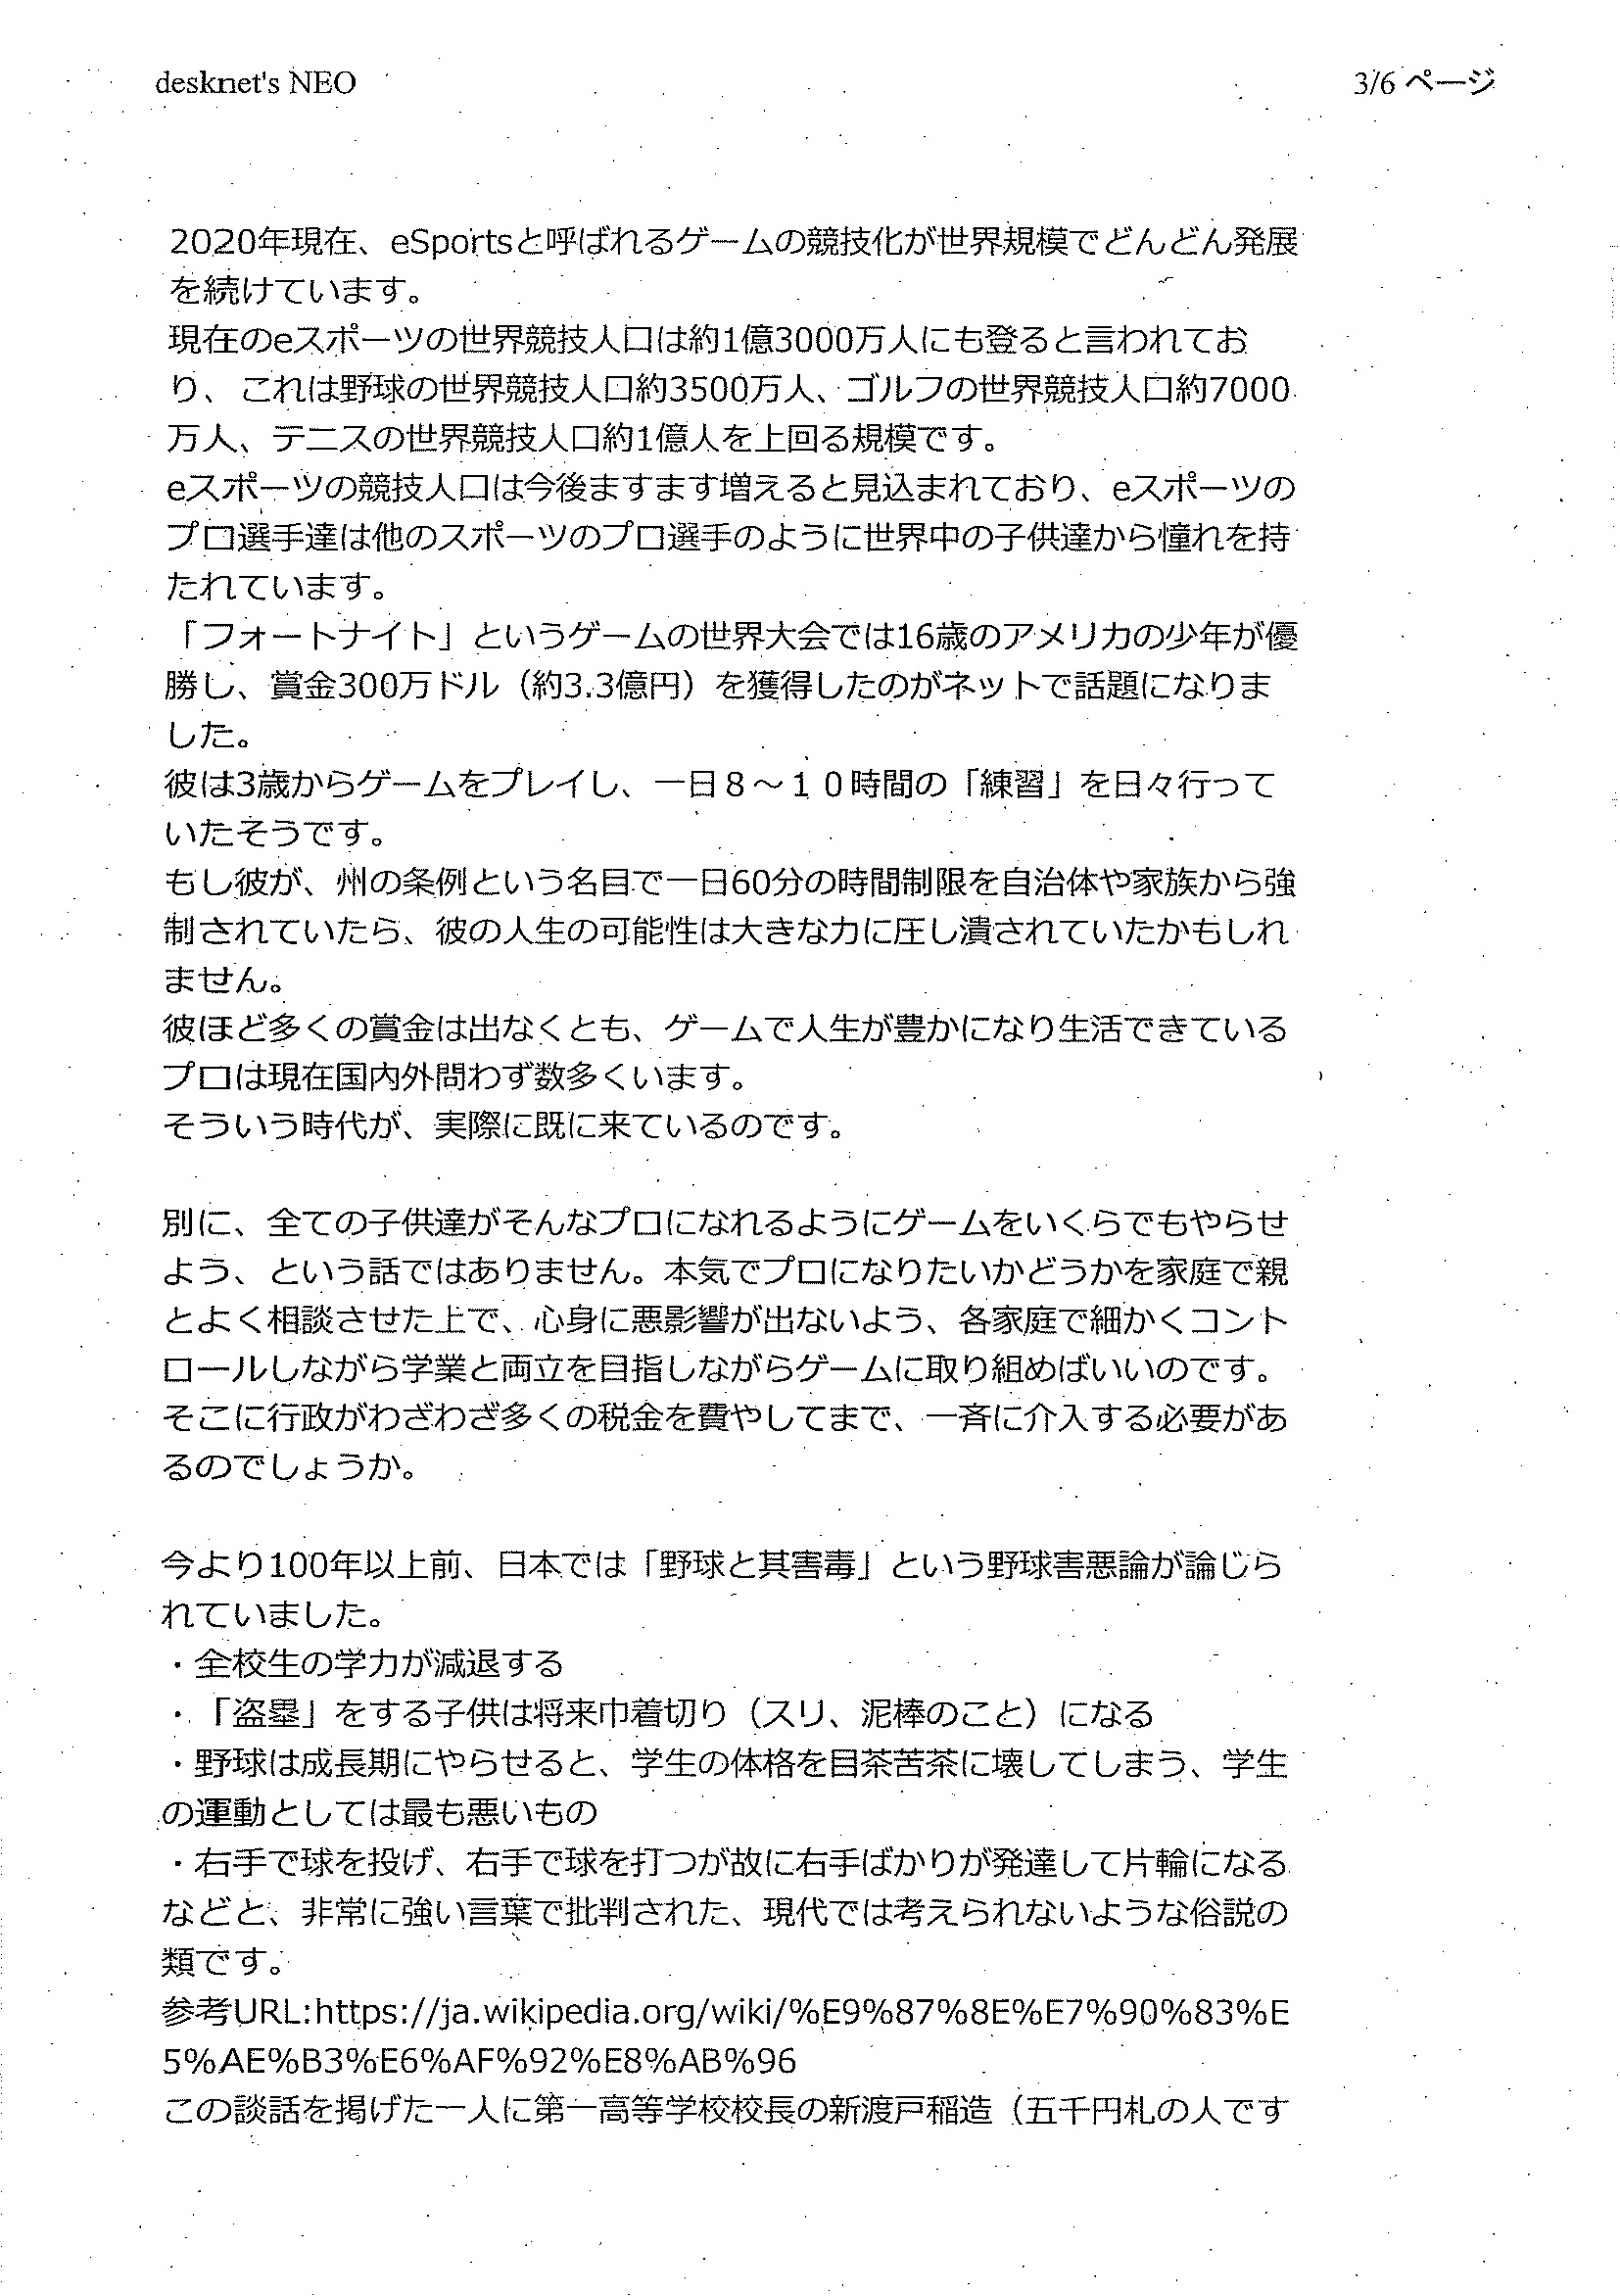 desknet's NEO
3/6 ページ
2020年現在、eSportsと呼ばれるゲームの競技化が世界規模でどんどん発展
を続けています。
現在のeスポーツの世界競技人口は約1億3000万人にも登ると言われてお
り、これは野球の世界競技人口約3500万人、ゴルフの世界競技人口約7000
万人、テニスの世界競技人口約1億人を上回る規模です。
eスポーツの競技人口は今後ますます増えると見込まれており、eスポーツの
プロ選手達は他のスポーツのプロ選手のように世界中の子供達から憧れを持
たれています。
「フォートナイト」というゲームの世界大会では16歳のアメリカの少年が優
勝し、賞金300万ドル（約3.3億円）を獲得したのがネットで話題になりま
した。
彼は3歳からゲームをプレイし、一日８～１０時間の「練習」を日々行って
いたそうです。
もし彼が、州の条例という名目で一日60分の時間制限を自治体や家族から強
制されていたら、彼の人生の可能性は大きな力に圧し潰されていたかもしれ
ません。
彼ほど多くの賞金は出なくとも、ゲームで人生が豊かになり生活できている
プロは現在国内外問わず数多くいます。
そういう時代が、実際に既に来ているのです。
別に、全ての子供達がそんなプロになれるようにゲームをいくらでもやらせ
よう、という話ではありません。本気でプロになりたいかどうかを家庭で親
とよく相談させた上で、心身に悪影響が出ないよう、各家庭で細かくコント
ロールしながら学業と両立を目指しながらゲームに取り組めばいいのです。
そこに行政がわざわざ多くの税金を費やしてまで、一斉に介入する必要があ
るのでしょうか。
今より100年以上前、日本では「野球と其害毒」という野球害悪論が論じら
れていました。
・全校生の学力が減退する
・「盗塁」をする子供は将来巾着切り（スリ、泥棒のこと）になる
・野球は成長期にやらせると、学生の体格を目茶苦茶に壊してしまう、学生
の運動としては最も悪いもの
・右手で球を投げ、右手で球を打つが故に右手ばかりが発達して片輪になる
などと、非常に強い言葉で批判された、現代では考えられないような俗説の
類です。
参考URL:https://ja.wikipedia.org/wiki/%E9%87%8E%E7%90%83%E
5%AE%B3%E6%AF%92%E8%AB%96
この談話を掲げた一人に第一高等学校校長の新渡戸稲造（五千円札の人です